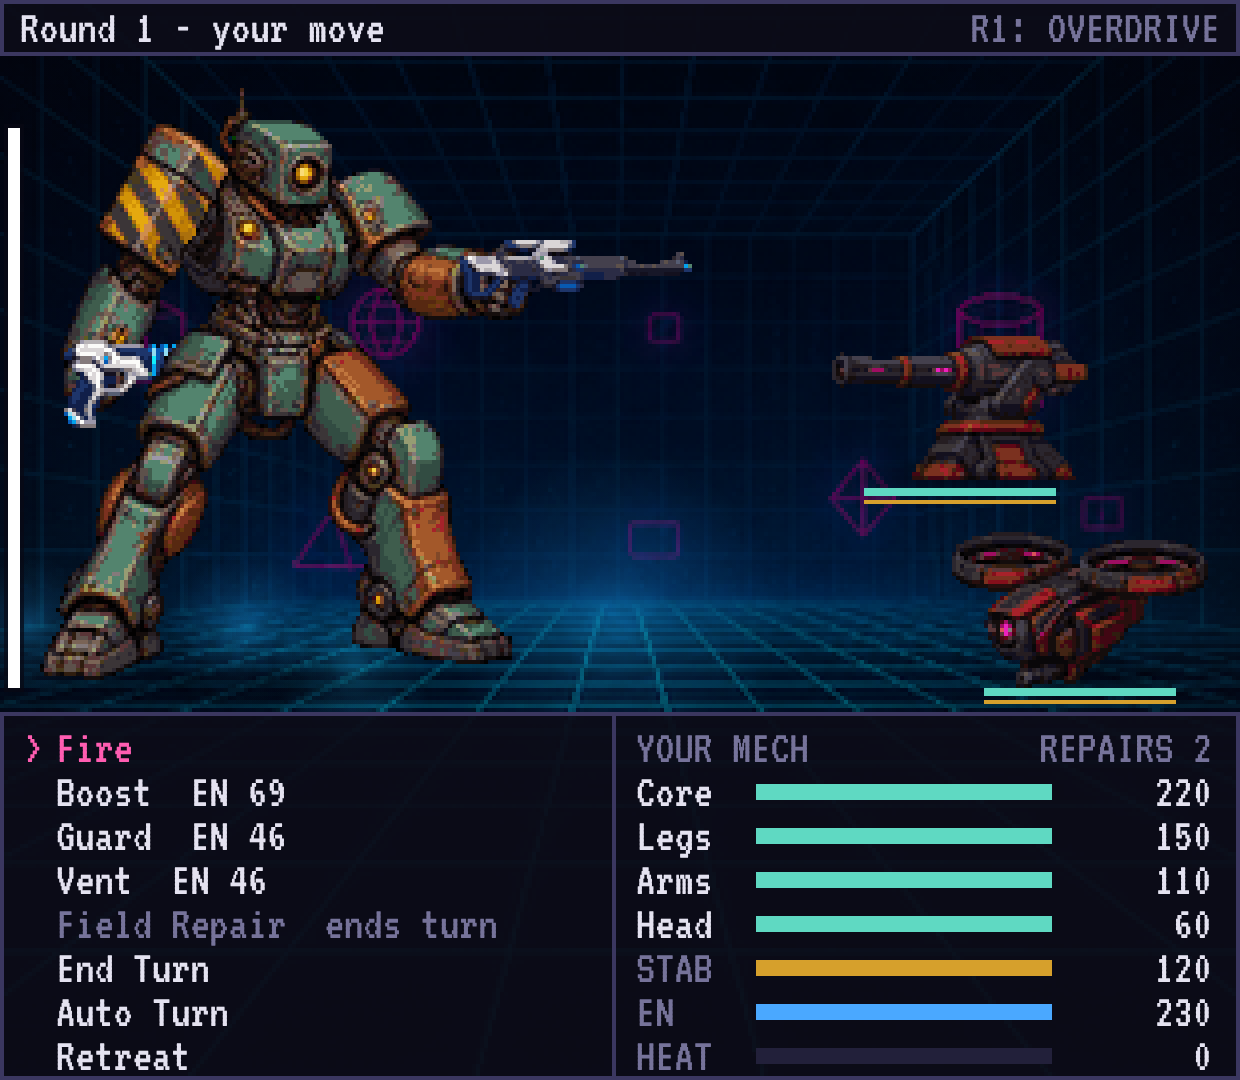 Round 1 - your move
R1: OVERDRIVE
> Fire
Boost EN 69
Guard EN 46
Vent EN 46
Field Repair ends turn
End Turn
Auto Turn
Retreat
YOUR MECH REPAIRS 2
Core 220
Legs 150
Arms 110
Head 60
STAB 120
EN 230
HEAT 0